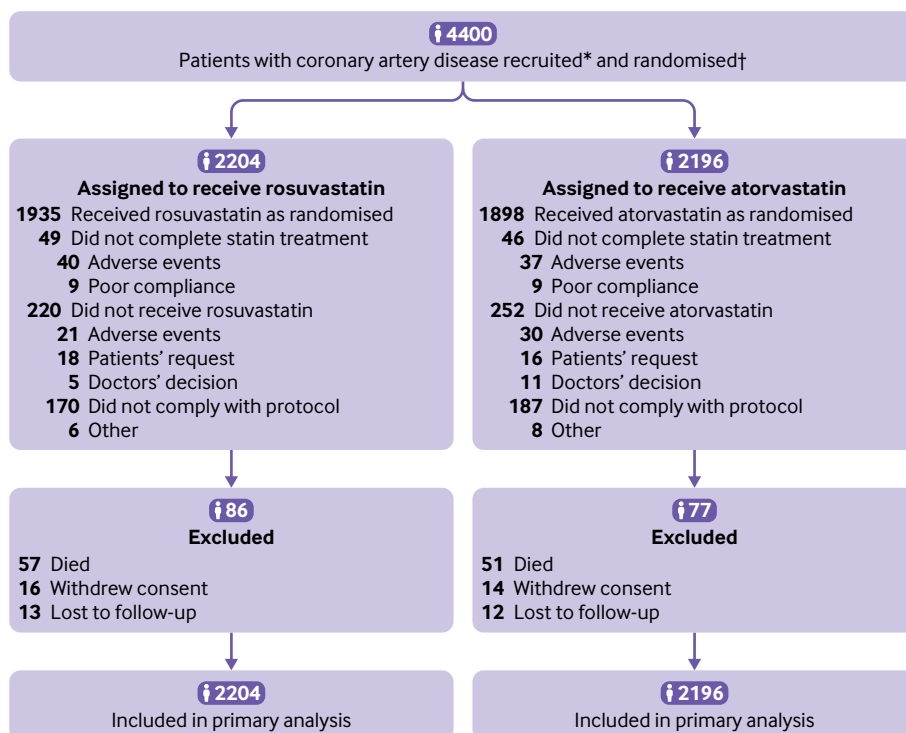 4400
Patients with coronary artery disease recruited* and randomised†
2204
Assigned to receive rosuvastatin
1935 Received rosuvastatin as randomised
49 Did not complete statin treatment
40 Adverse events
9 Poor compliance
220 Did not receive rosuvastatin
21 Adverse events
18 Patients' request
5 Doctors' decision
170 Did not comply with protocol
6 Other
2196
Assigned to receive atorvastatin
1898 Received atorvastatin as randomised
46 Did not complete statin treatment
37 Adverse events
9 Poor compliance
252 Did not receive atorvastatin
30 Adverse events
16 Patients' request
11 Doctors' decision
187 Did not comply with protocol
8 Other
86
Excluded
57 Died
16 Withdrew consent
13 Lost to follow-up
77
Excluded
51 Died
14 Withdrew consent
12 Lost to follow-up
2204
Included in primary analysis
2196
Included in primary analysis